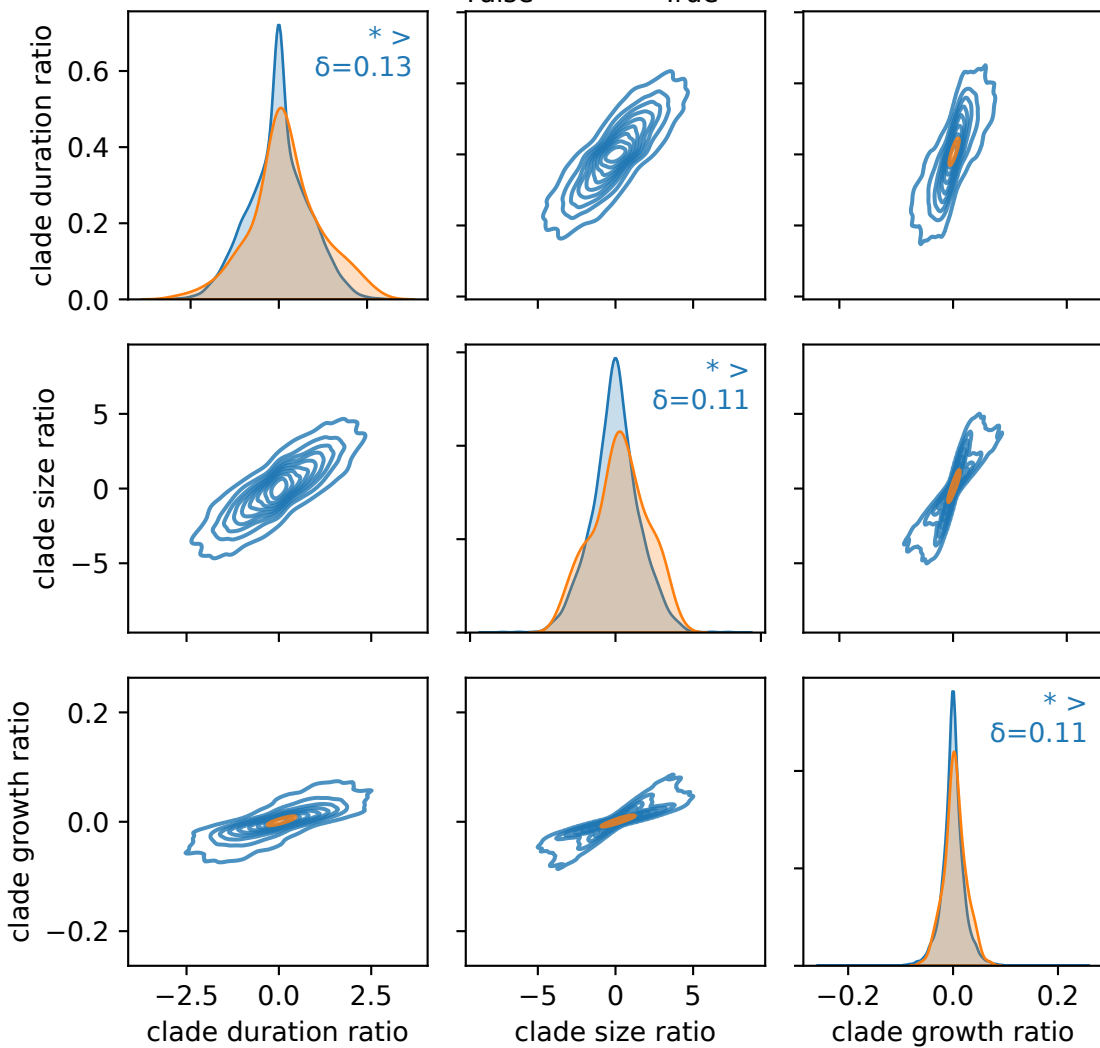 clade duration ratio
0.6
0.4
0.2
0.0
* >
δ=0.13
clade size ratio
5
0
−5
* >
δ=0.11
clade growth ratio
0.2
0.0
−0.2
* >
δ=0.11
−2.5 0.0 2.5
−5 0 5
−0.2 0.0 0.2
clade duration ratio
clade size ratio
clade growth ratio